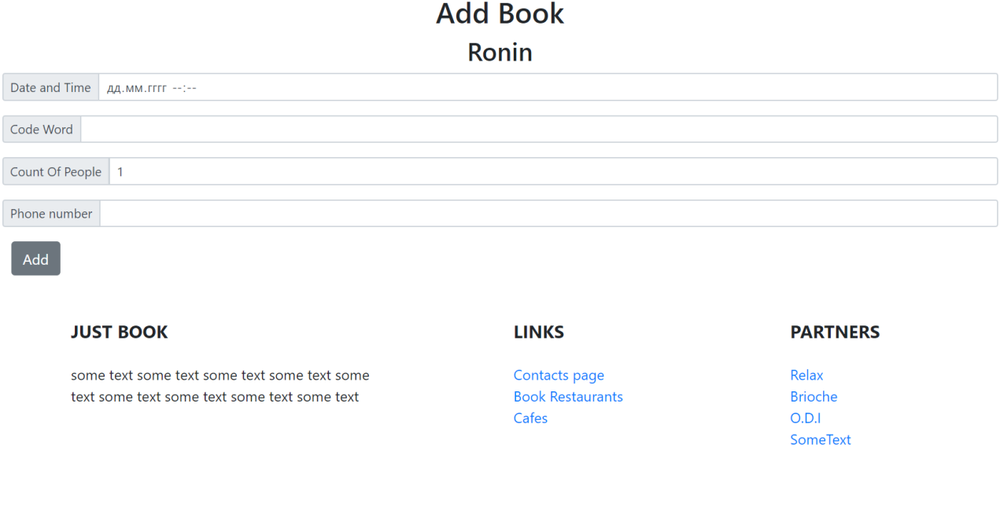 Add Book
Ronin
Date and Time дд.мм.гггг --:--
Code Word
Count Of People 1
Phone number
Add
JUST BOOK
some text some text some text some text some
text some text some text some text some text
LINKS
Contacts page
Book Restaurants
Cafes
PARTNERS
Relax
Brioche
O.D.I
SomeText